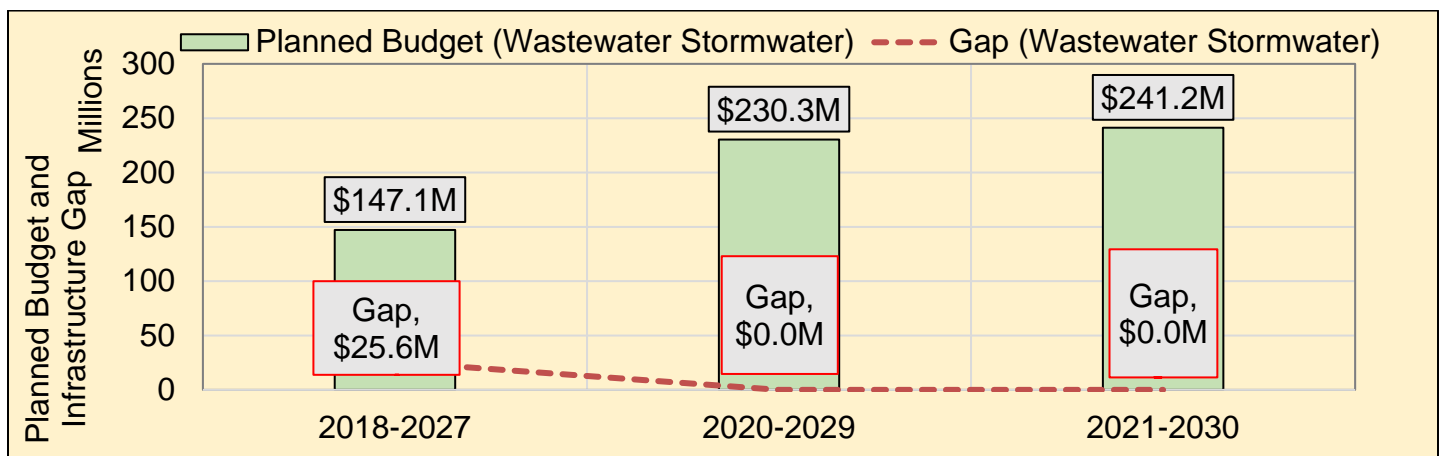 Planned Budget (Wastewater Stormwater)
Gap (Wastewater Stormwater)
Planned Budget and
Infrastructure Gap Millions
300
250
200
150
100
50
0
$147.1M
$230.3M
$241.2M
Gap,
$25.6M
Gap,
$0.0M
Gap,
$0.0M
2018-2027
2020-2029
2021-2030